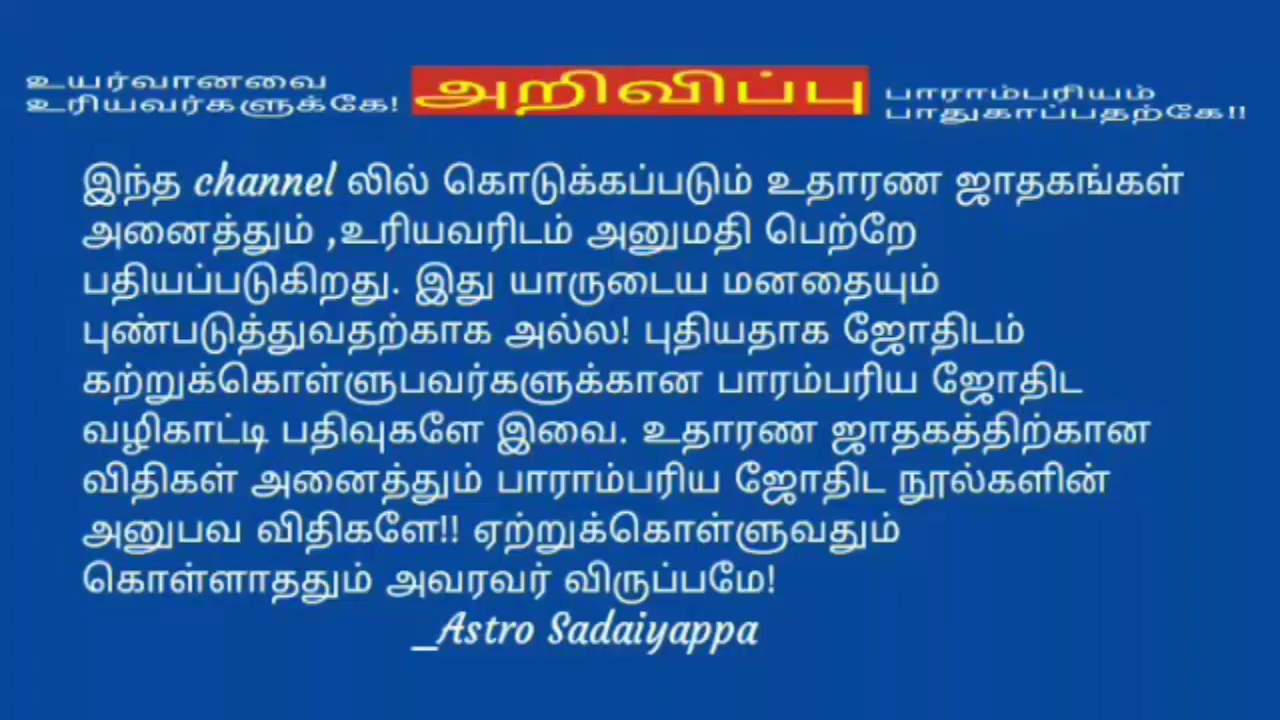 உயர்வானவை
உரியவர்களுக்கே!
அறிவிப்பு
பாராம்பரியம்
பாதுகாப்பதற்கே!!
இந்த channel லில் கொடுக்கப்படும் உதாரண ஜாதகங்கள்
அனைத்தும் ,உரியவரிடம் அனுமதி பெற்றே
பதியப்படுகிறது. இது யாருடைய மனதையும்
புண்படுத்துவதற்காக அல்ல! புதியதாக ஜோதிடம்
கற்றுக்கொள்ளுபவர்களுக்கான பாரம்பரிய ஜோதிட
வழிகாட்டி பதிவுகளே இவை. உதாரண ஜாதகத்திற்கான
விதிகள் அனைத்தும் பாராம்பரிய ஜோதிட நூல்களின்
அனுபவ விதிகளே!! ஏற்றுக்கொள்ளுவதும்
கொள்ளாததும் அவரவர் விருப்பமே!
_Astro Sadaiyappa